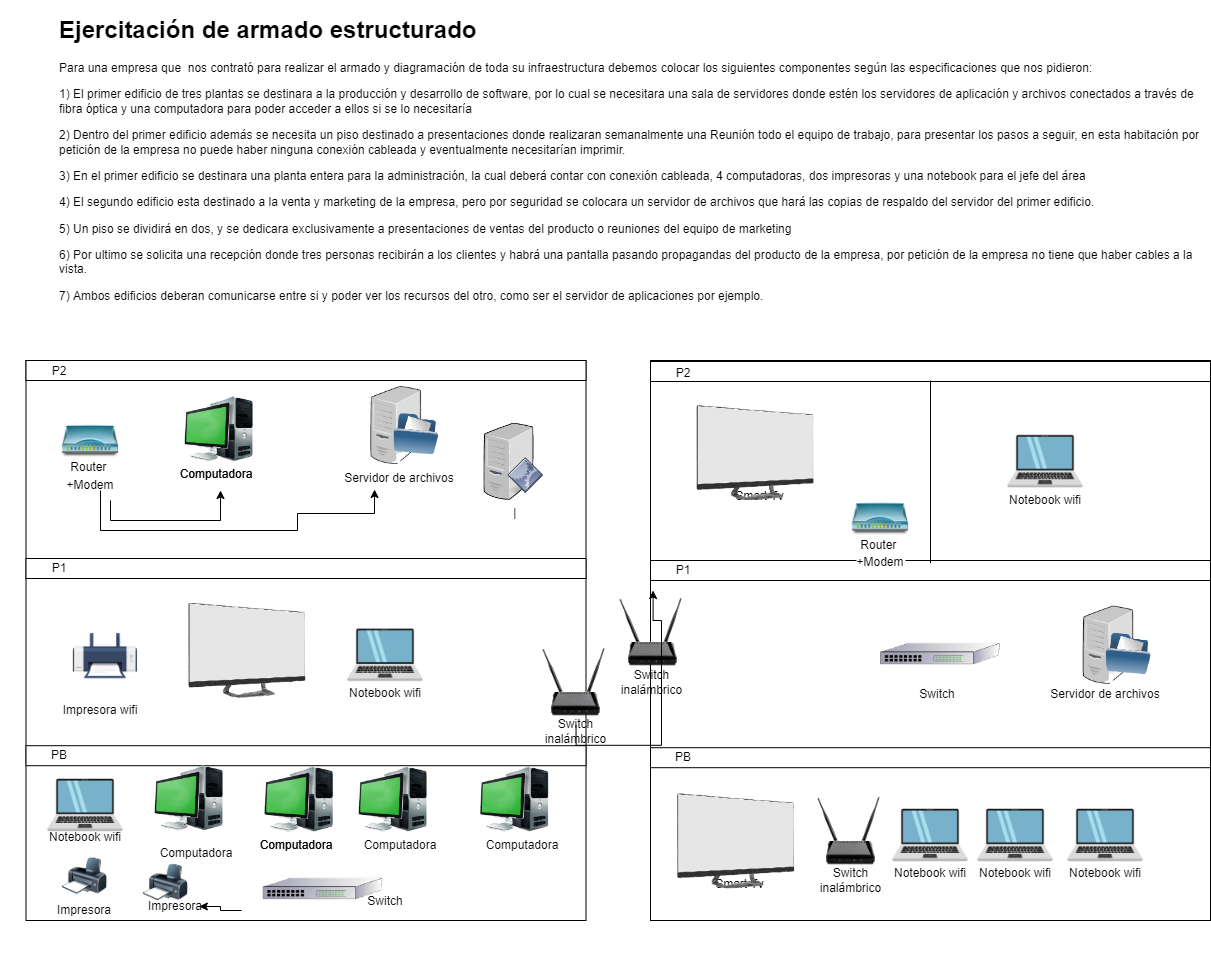 Ejercitación de armado estructurado
Para una empresa que  nos contrató para realizar el armado y diagramación de toda su infraestructura debemos colocar los siguientes componentes según las especificaciones que nos pidieron:
1) El primer edificio de tres plantas se destinara a la producción y desarrollo de software, por lo cual se necesitara una sala de servidores donde estén los servidores de aplicación y archivos conectados a través de
fibra óptica y una computadora para poder acceder a ellos si se lo necesitaría
2) Dentro del primer edificio además se necesita un piso destinado a presentaciones donde realizaran semanalmente una Reunión todo el equipo de trabajo, para presentar los pasos a seguir, en esta habitación por
petición de la empresa no puede haber ninguna conexión cableada y eventualmente necesitarían imprimir.
3) En el primer edificio se destinara una planta entera para la administración, la cual deberá contar con conexión cableada, 4 computadoras, dos impresoras y una notebook para el jefe del área
4) El segundo edificio esta destinado a la venta y marketing de la empresa, pero por seguridad se colocara un servidor de archivos que hará las copias de respaldo del servidor del primer edificio.
5) Un piso se dividirá en dos, y se dedicara exclusivamente a presentaciones de ventas del producto o reuniones del equipo de marketing
6) Por ultimo se solicita una recepción donde tres personas recibirán a los clientes y habrá una pantalla pasando propagandas del producto de la empresa, por petición de la empresa no tiene que haber cables a la
vista.
7) Ambos edificios deberan comunicarse entre si y poder ver los recursos del otro, como ser el servidor de aplicaciones por ejemplo.
P2
Router
+Modem
Computadora
Servidor de archivos
P1
Impresora wifi
Notebook wifi
Switch
inalámbrico
Switch
inalámbrico
PB
Notebook wifi
Computadora
Computadora
Computadora
Computadora
Impresora
Impresora
Switch
P2
Smart Tv
Router
+Modem
Notebook wifi
P1
Switch
Servidor de archivos
PB
Smart Tv
Switch
inalámbrico
Notebook wifi
Notebook wifi
Notebook wifi